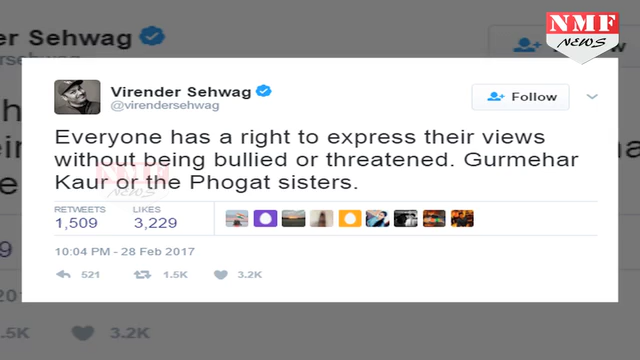 er Sehwag
NMF
NEWS
Virender Sehwag
@virendersehwag
Follow
Everyone has a right to express their views
without being bullied or threatened. Gurmehar
Kaur or the Phogat sisters.
NMF
NEWS
RETWEETS LIKES
1,509 3,229
10:04 PM - 28 Feb 2017
521 1.5K 3.2K
.5K 3.2K